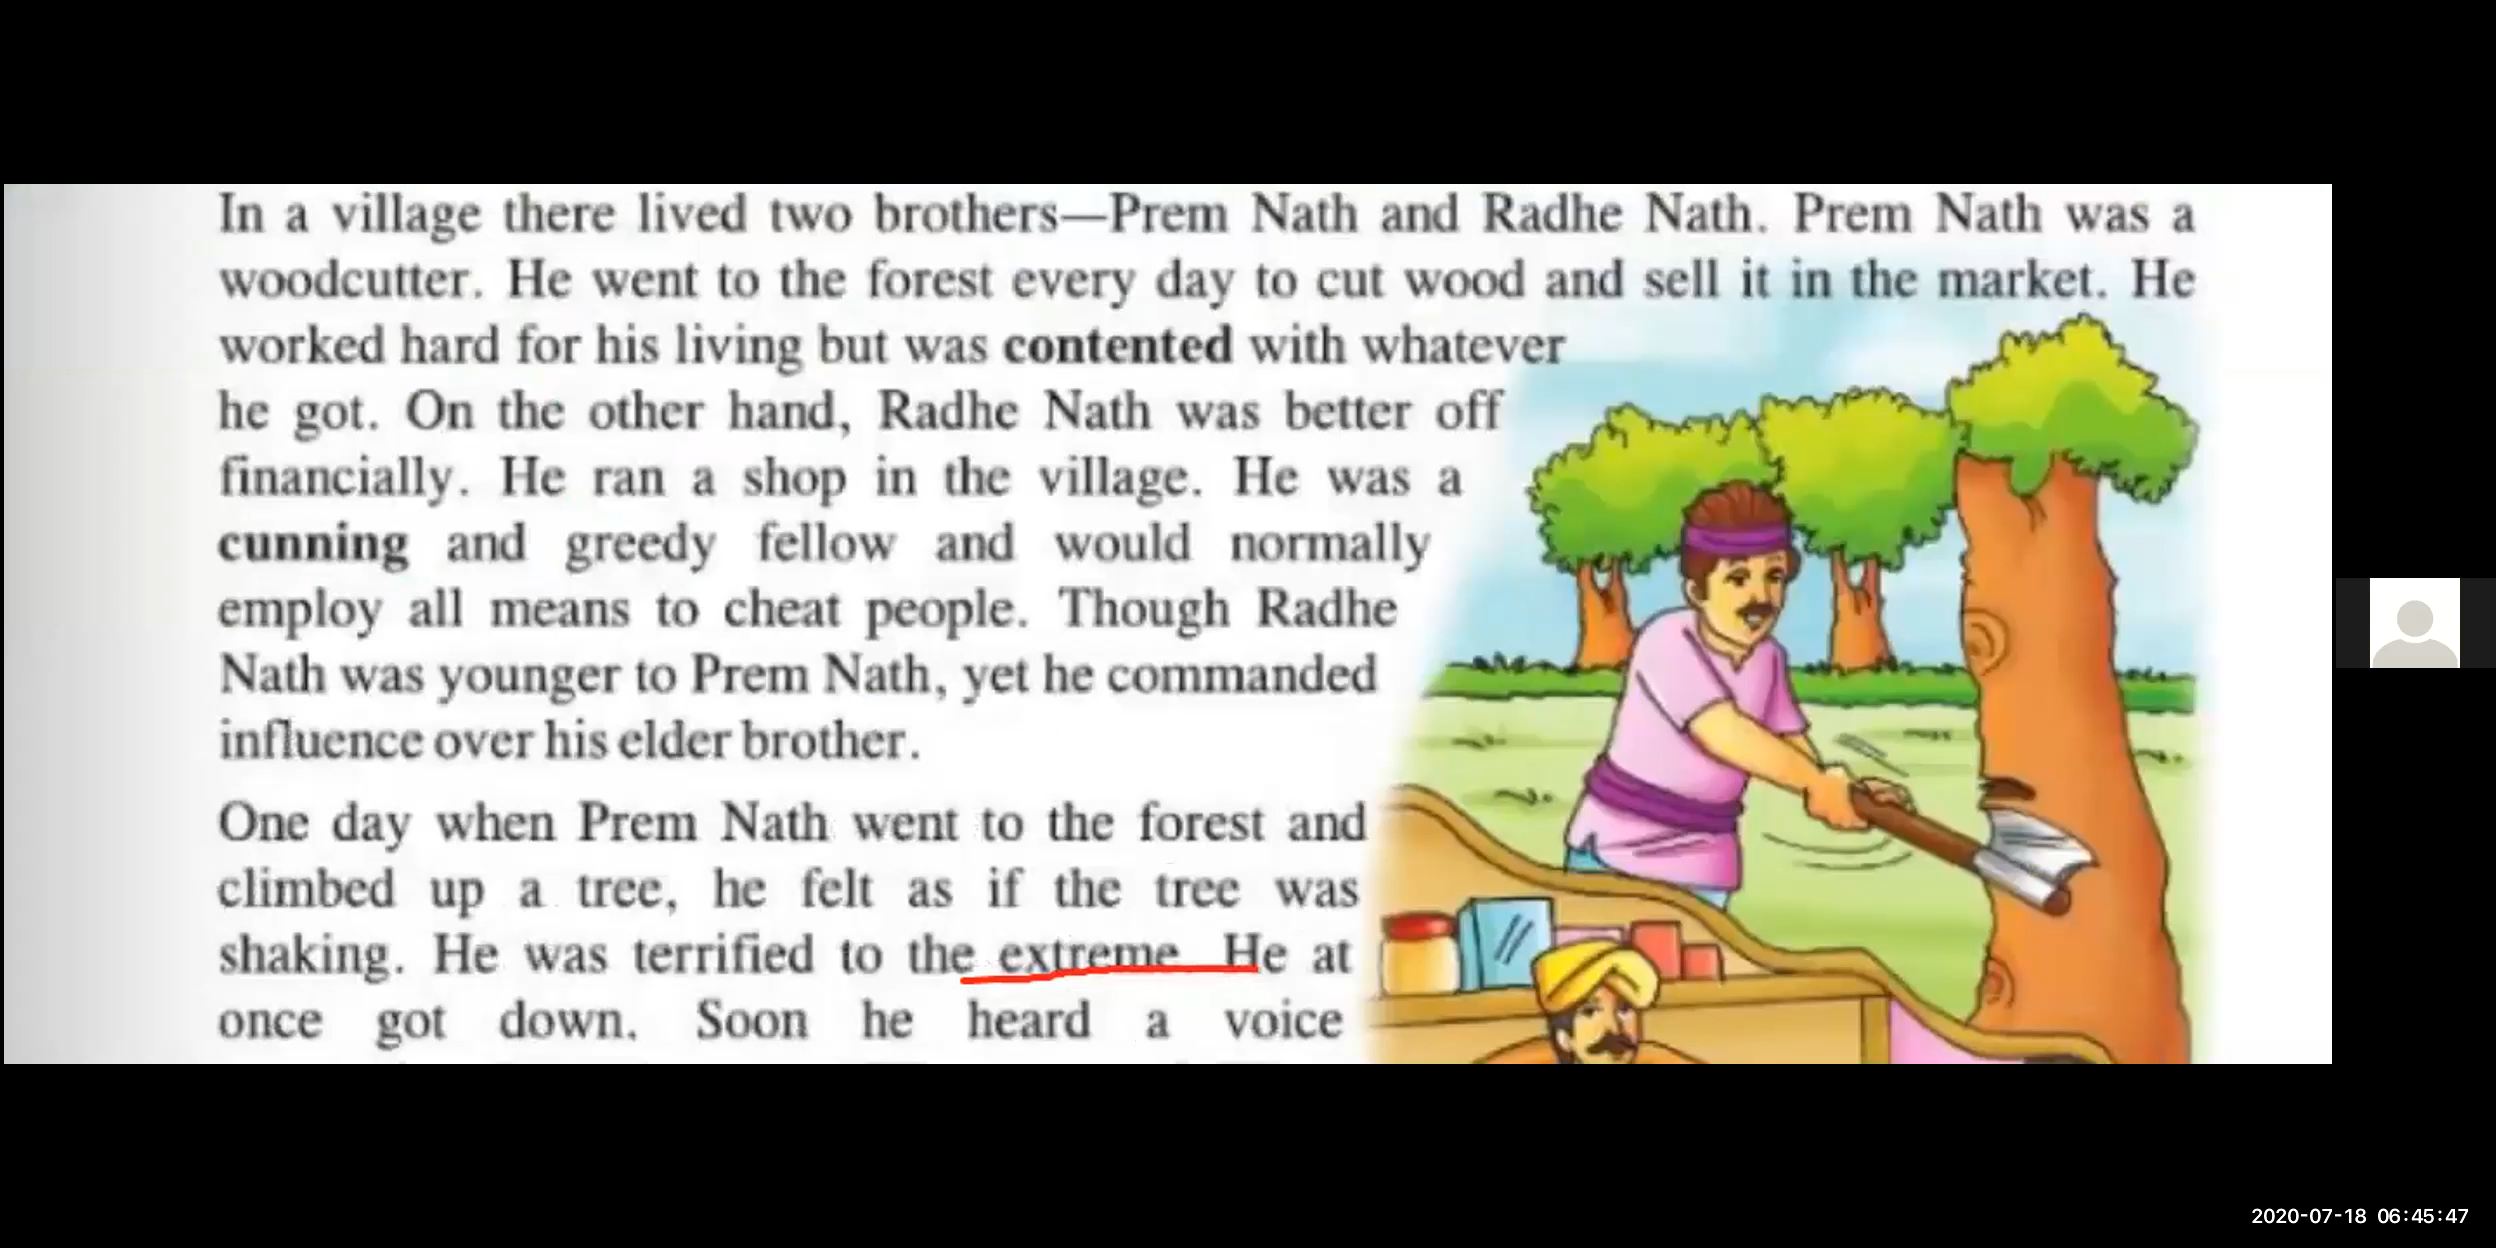 In a village there lived two brothers—Prem Nath and Radhe Nath. Prem Nath was a
woodcutter. He went to the forest every day to cut wood and sell it in the market. He
worked hard for his living but was contented with whatever
he got. On the other hand, Radhe Nath was better off
financially. He ran a shop in the village. He was a
cunning and greedy fellow and would normally
employ all means to cheat people. Though Radhe
Nath was younger to Prem Nath, yet he commanded
influence over his elder brother.
One day when Prem Nath went to the forest and
climbed up a tree, he felt as if the tree was
shaking. He was terrified to the extreme He at
once got down. Soon he heard a voice
2020-07-18 06:45:47